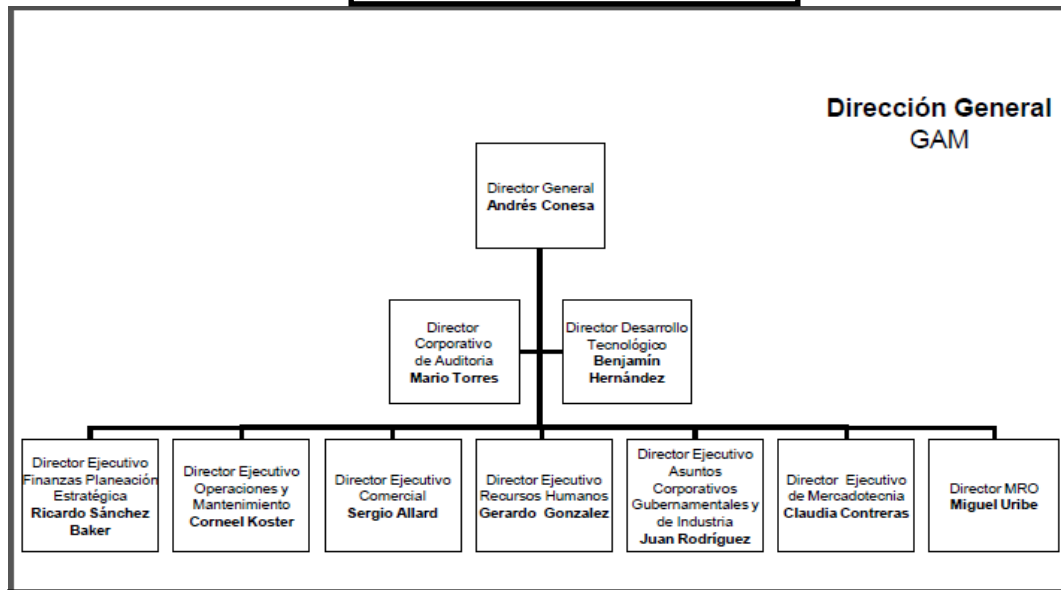 Dirección General
GAM
Director General
Andrés Conesa
Director
Corporativo
de Auditoria
Mario Torres
Director Desarrollo
Tecnológico
Benjamín
Hernández
Director Ejecutivo
Finanzas Planeación
Estratégica
Ricardo Sánchez
Baker
Director Ejecutivo
Operaciones y
Mantenimiento
Corneel Koster
Director Ejecutivo
Comercial
Sergio Allard
Director Ejecutivo
Recursos Humanos
Gerardo Gonzalez
Director Ejecutivo
Asuntos
Corporativos
Gubernamentales y
de Industria
Juan Rodríguez
Director Ejecutivo
de Mercadotecnia
Claudia Contreras
Director MRO
Miguel Uribe